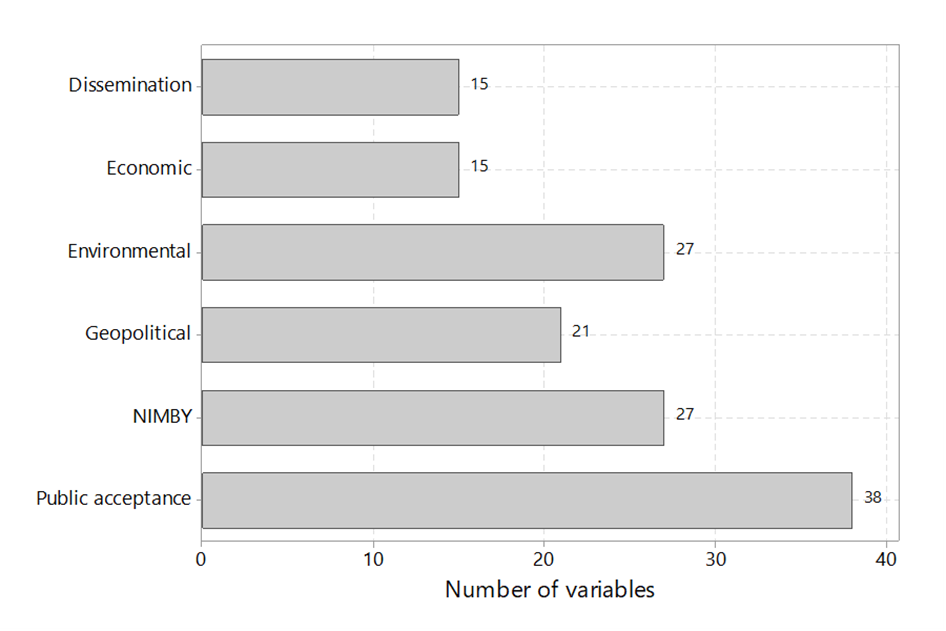 Dissemination 15
Economic 15
Environmental 27
Geopolitical 21
NIMBY 27
Public acceptance 38
0 10 20 30 40
Number of variables